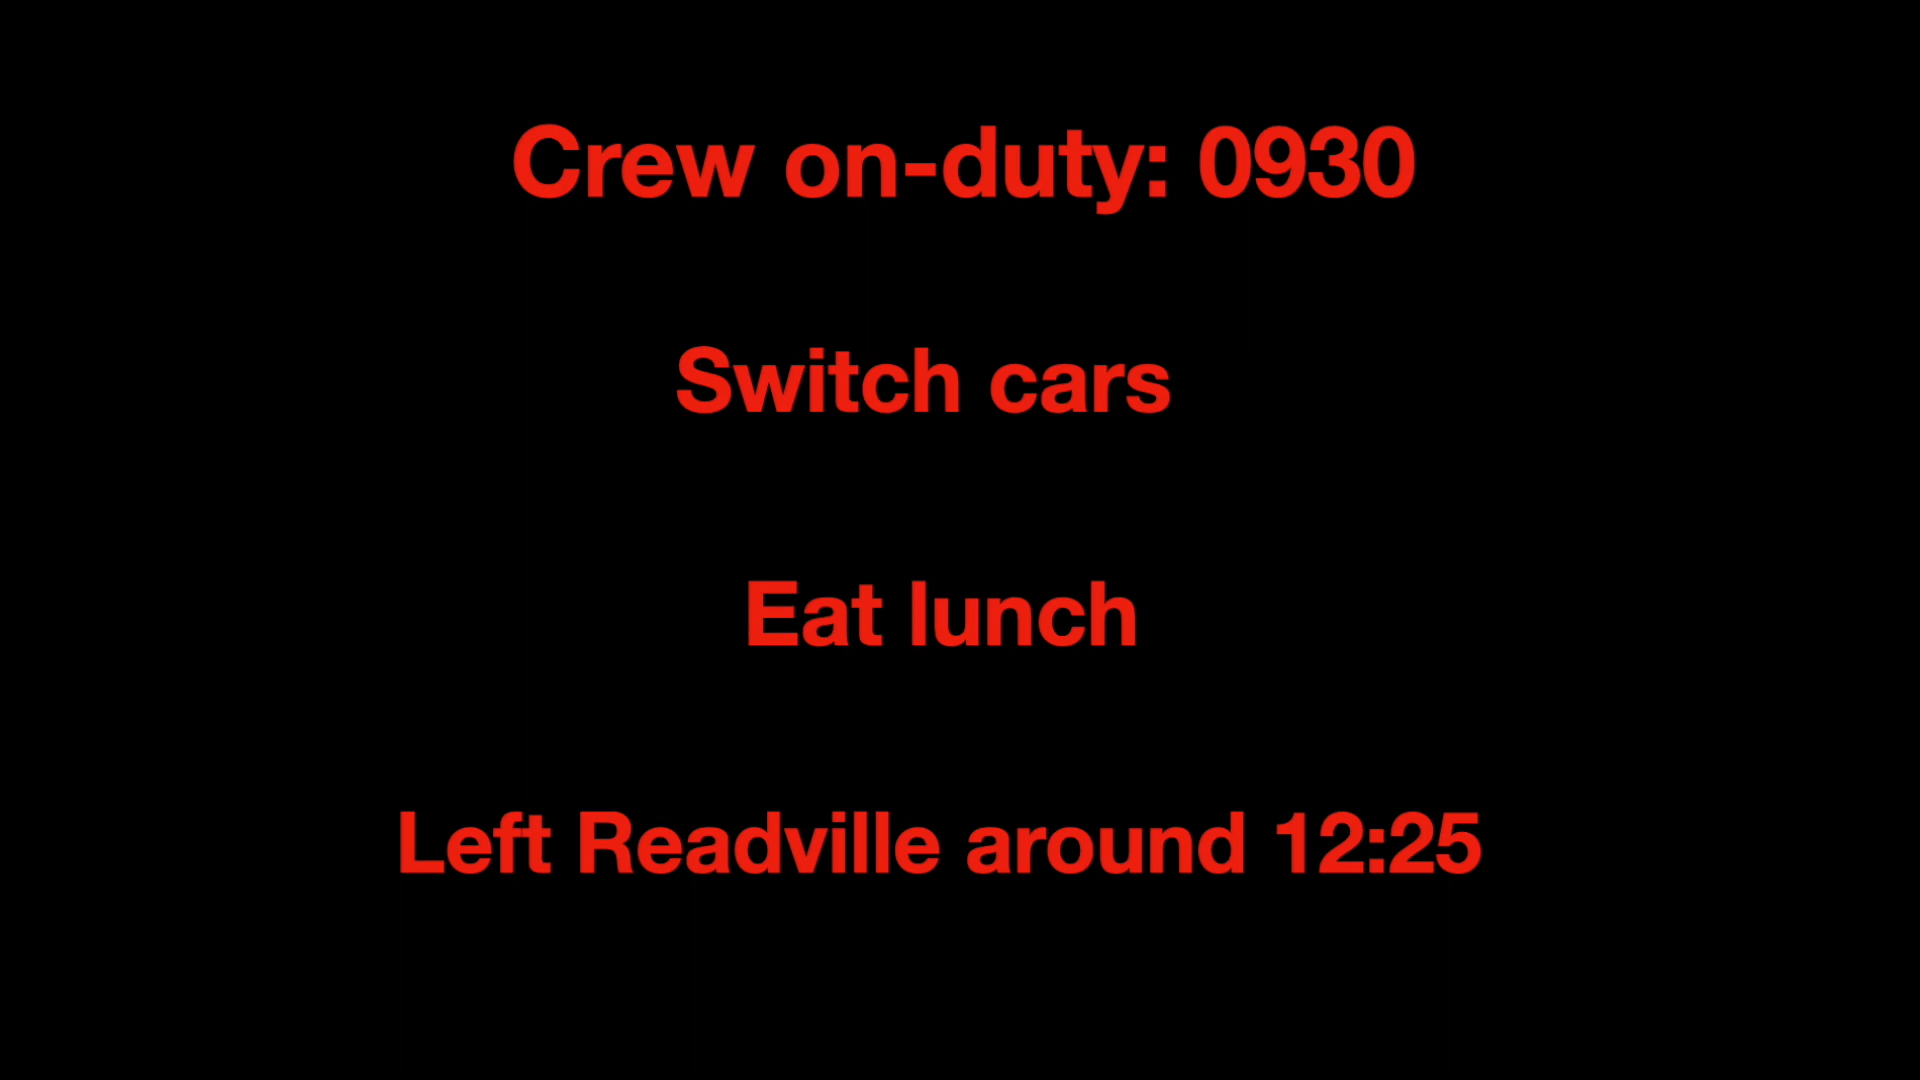 Crew on-duty: 0930
Switch cars
Eat lunch
Left Readville around 12:25